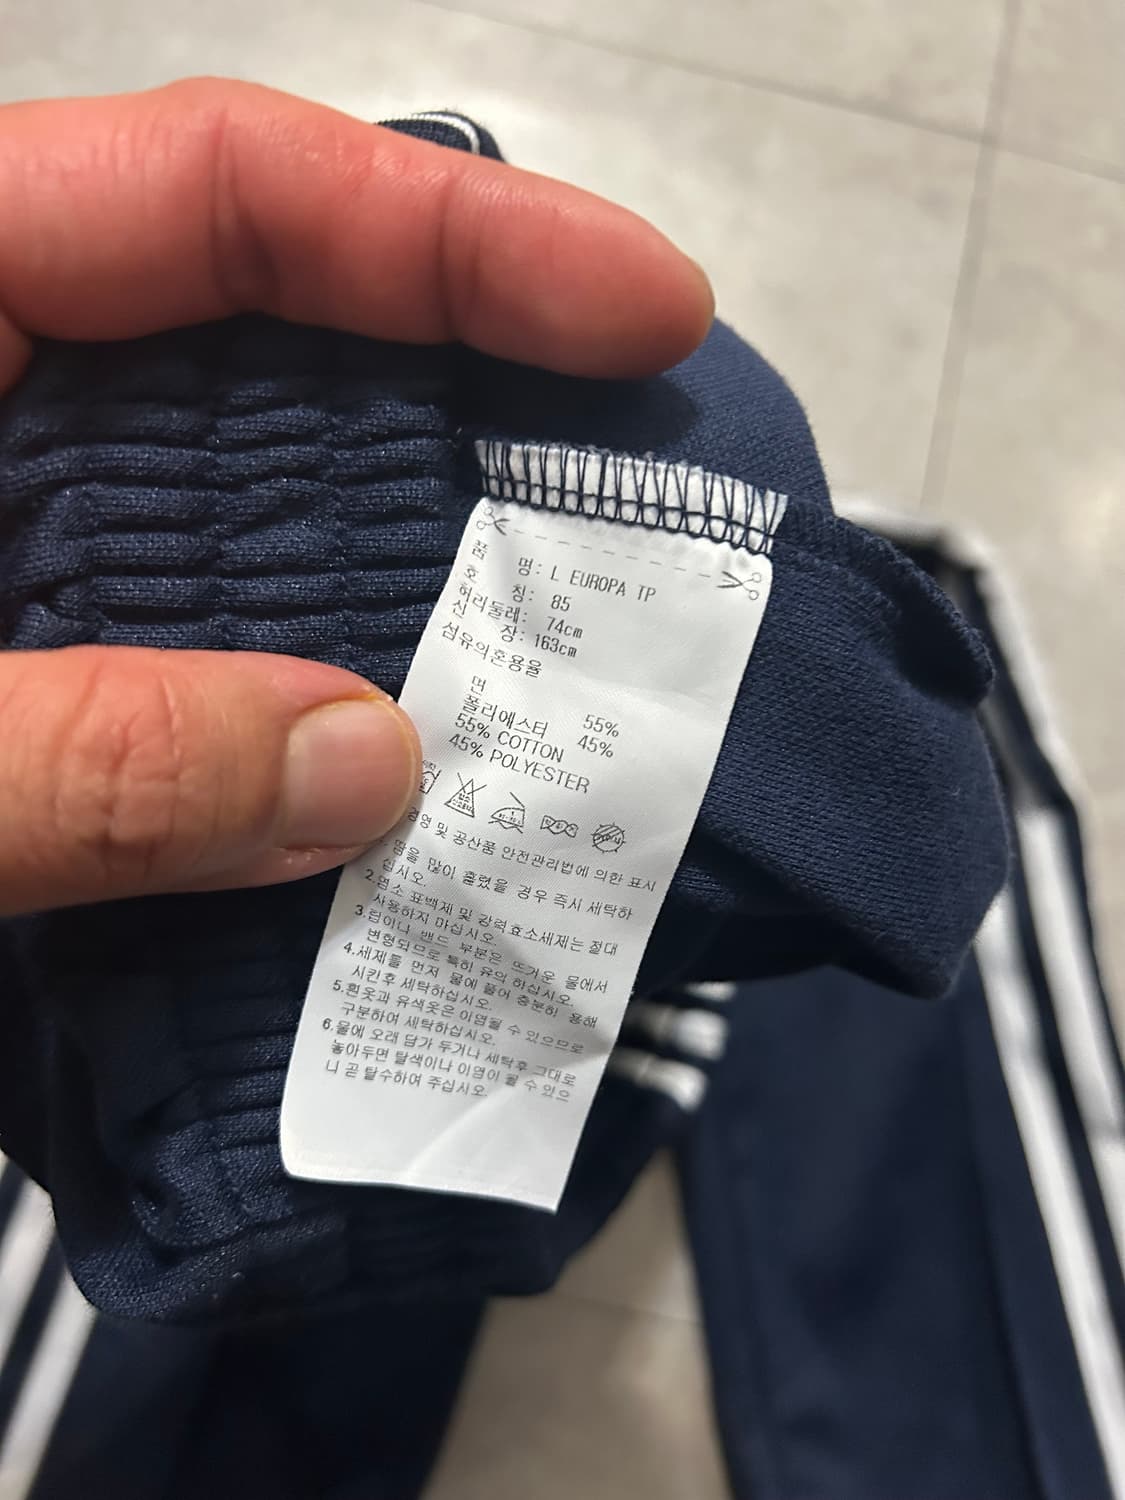 품 명: L EUROPA TP
호 칭: 85
허리둘레: 74cm
신 장: 163cm
섬유의혼용율
면 55%
폴리에스터 45%
55% COTTON
45% POLYESTER
경영 및 공산품 안전관리법에 의한 표시
1. 땀을 많이 흘렸을 경우 즉시 세탁하
십시오.
2.염소 표백제 및 강력효소세제는 절대
사용하지 마십시오.
3.립이나 밴드 부분은 뜨거운 물에서
변형되므로 특히 유의 하십시오.
4.세제를 먼저 물에 풀어 충분히 용해
시킨후 세탁하십시오.
5.흰옷과 유색옷은 이염될 수 있으므로
구분하여 세탁하십시오.
6.물에 오래 담가 두거나 세탁후 그대로
놓아두면 탈색이나 이염이 될 수 있으
니 곧 탈수하여 주십시오.